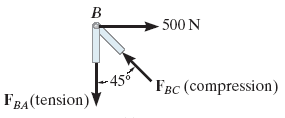 B
500 N
45°
F_BC (compression)
F_BA(tension)